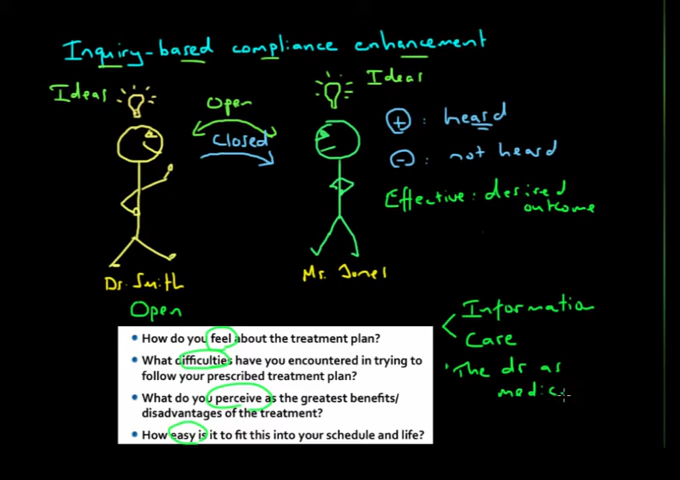 Inquiry-based compliance enhancement
Ideas
Ideas
Open
Closed
+ : heard
- : not heard
Effective: desired
outcome
Dr. Smith
Ms. Jones
Open
• How do you feel about the treatment plan?
• What difficulties have you encountered in trying to
follow your prescribed treatment plan?
• What do you perceive as the greatest benefits/
disadvantages of the treatment?
• How easy is it to fit this into your schedule and life?
Information
Care
"The dr as
medic